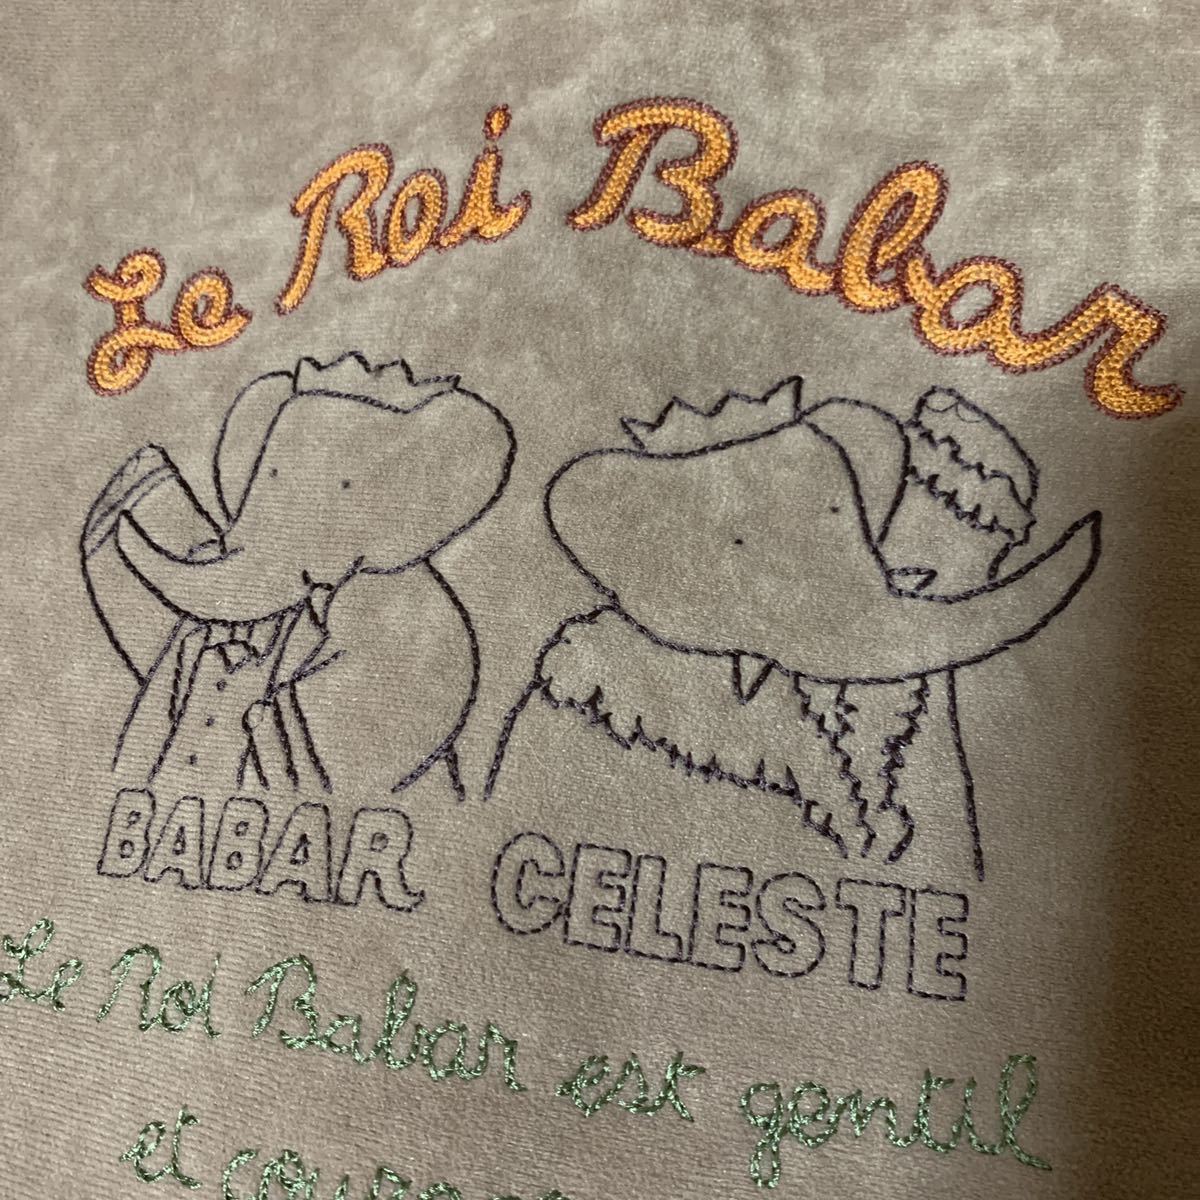 Le Roi Babar
BABAR CELESTE
Le Roi Babar est gentil
et